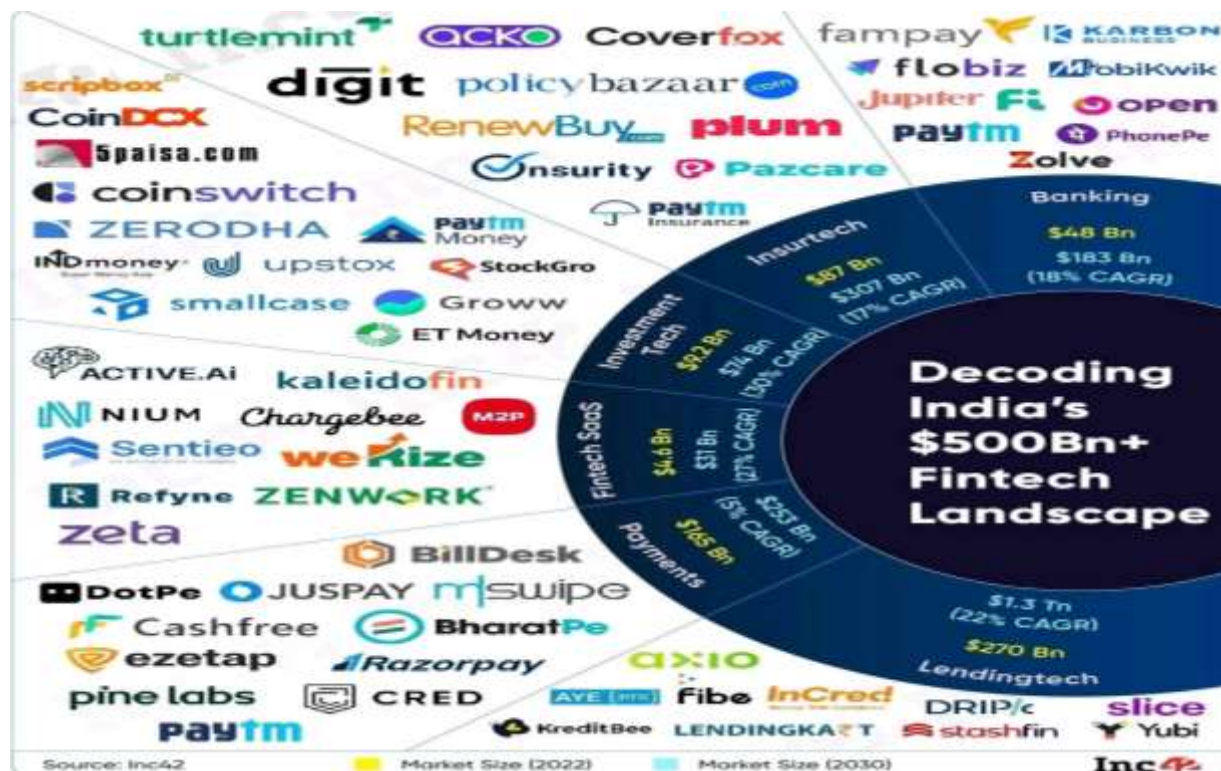 turtlemint acko Coverfox
digit policybazaar.com
RenewBuy.com plum
Onsurity Pazcare
paytm Insurance
fampay KARBON BUSINESS
flobiz MobiKwik
Jupiter Fi OPEN
paytm PhonePe
Zolve
scripbox
CoinDCX
5paisa.com
coinswitch
ZERODHA paytm Money
INDmoney upstox StockGro
smallcase Groww
ET Money
ACTIVE.Ai kaleidofin
NIUM Chargebee M2P
Sentieo weRize
R Refyne ZENWORK
zeta
BillDesk
DotPe JUSPAY mswipe
Cashfree BharatPe
ezetap Razorpay
pine labs CRED
paytm
axio
AYE fibe InCred
KreditBee LENDINGKART
DRIP/c slice
stashfin Yubi
Banking
$48 Bn
$183 Bn
(18% CAGR)
Insurtech
$87 Bn
$307 Bn
(17% CAGR)
Investment
Tech
$9.2 Bn
$74 Bn
(30% CAGR)
Fintech SaaS
$4.6 Bn
$31 Bn
(27% CAGR)
Payments
$165 Bn
$253 Bn
(5% CAGR)
$1.3 Tn
(22% CAGR)
$270 Bn
Lendingtech
Decoding
India's
$500Bn+
Fintech
Landscape
Source: Inc42 Market Size (2022) Market Size (2030) Inc42